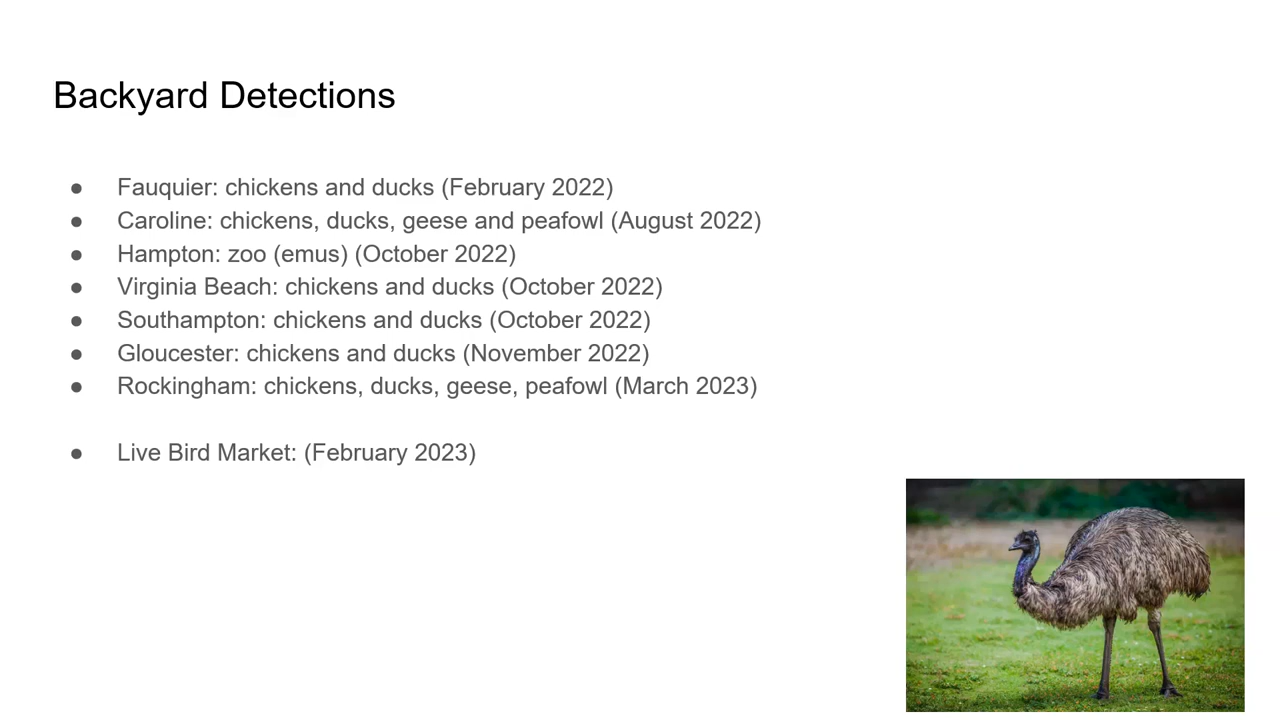 Backyard Detections
● Fauquier: chickens and ducks (February 2022)
● Caroline: chickens, ducks, geese and peafowl (August 2022)
● Hampton: zoo (emus) (October 2022)
● Virginia Beach: chickens and ducks (October 2022)
● Southampton: chickens and ducks (October 2022)
● Gloucester: chickens and ducks (November 2022)
● Rockingham: chickens, ducks, geese, peafowl (March 2023)
● Live Bird Market: (February 2023)